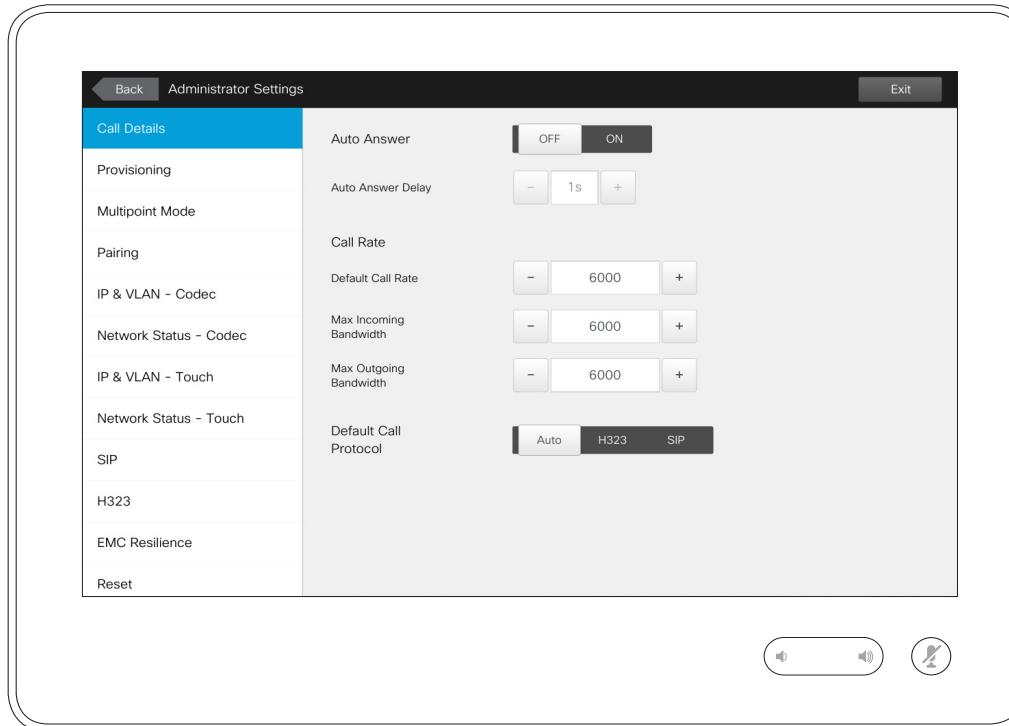 Back
Administrator Settings
Exit
Call Details
Provisioning
Multipoint Mode
Pairing
IP & VLAN - Codec
Network Status - Codec
IP & VLAN - Touch
Network Status - Touch
SIP
H323
EMC Resilience
Reset
Auto Answer
OFF
ON
Auto Answer Delay
-
1s
+
Call Rate
Default Call Rate
-
6000
+
Max Incoming
Bandwidth
-
6000
+
Max Outgoing
Bandwidth
-
6000
+
Default Call
Protocol
Auto
H323
SIP